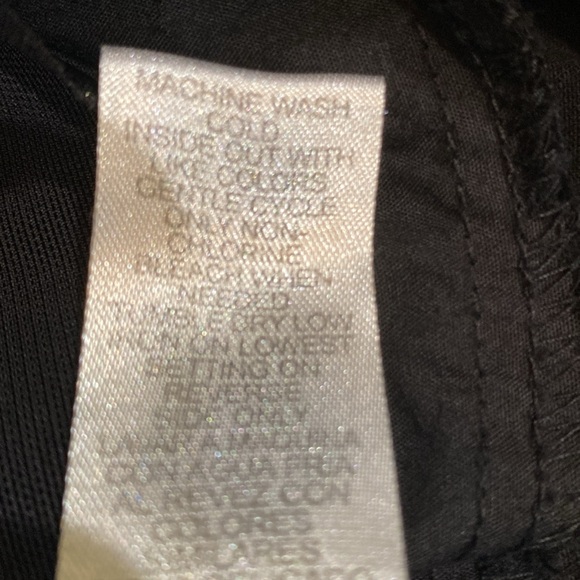 MACHINE WASH
COLD
INSIDE OUT WITH
LIKE COLORS
GENTLE CYCLE
ONLY NON-
CHLORINE
BLEACH WHEN
NEEDED
TUMBLE DRY LOW
IRON ON LOWEST
SETTING ON
REVERSE
SIDE ONLY
LAVAR A MAQUINA
CON AGUA FRIA
AL REVEZ CON
COLORES